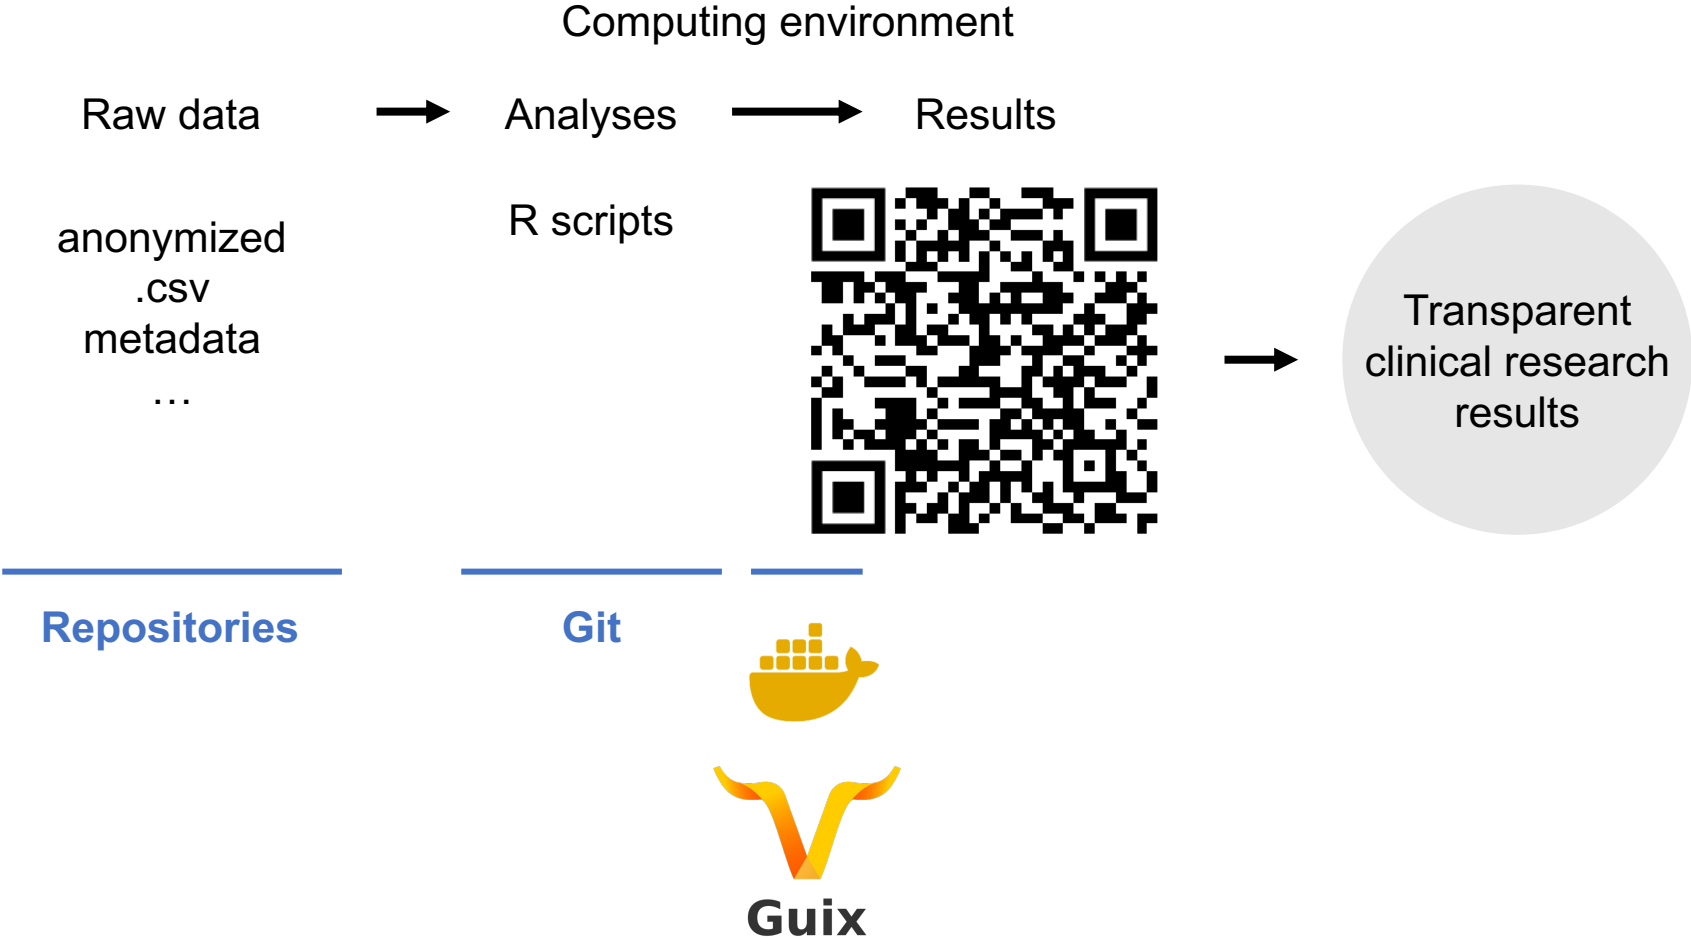 Computing environment
Raw data
Analyses
Results
anonymized
.csv
metadata
…
R scripts
Transparent
clinical research
results
Repositories
Git
Guix